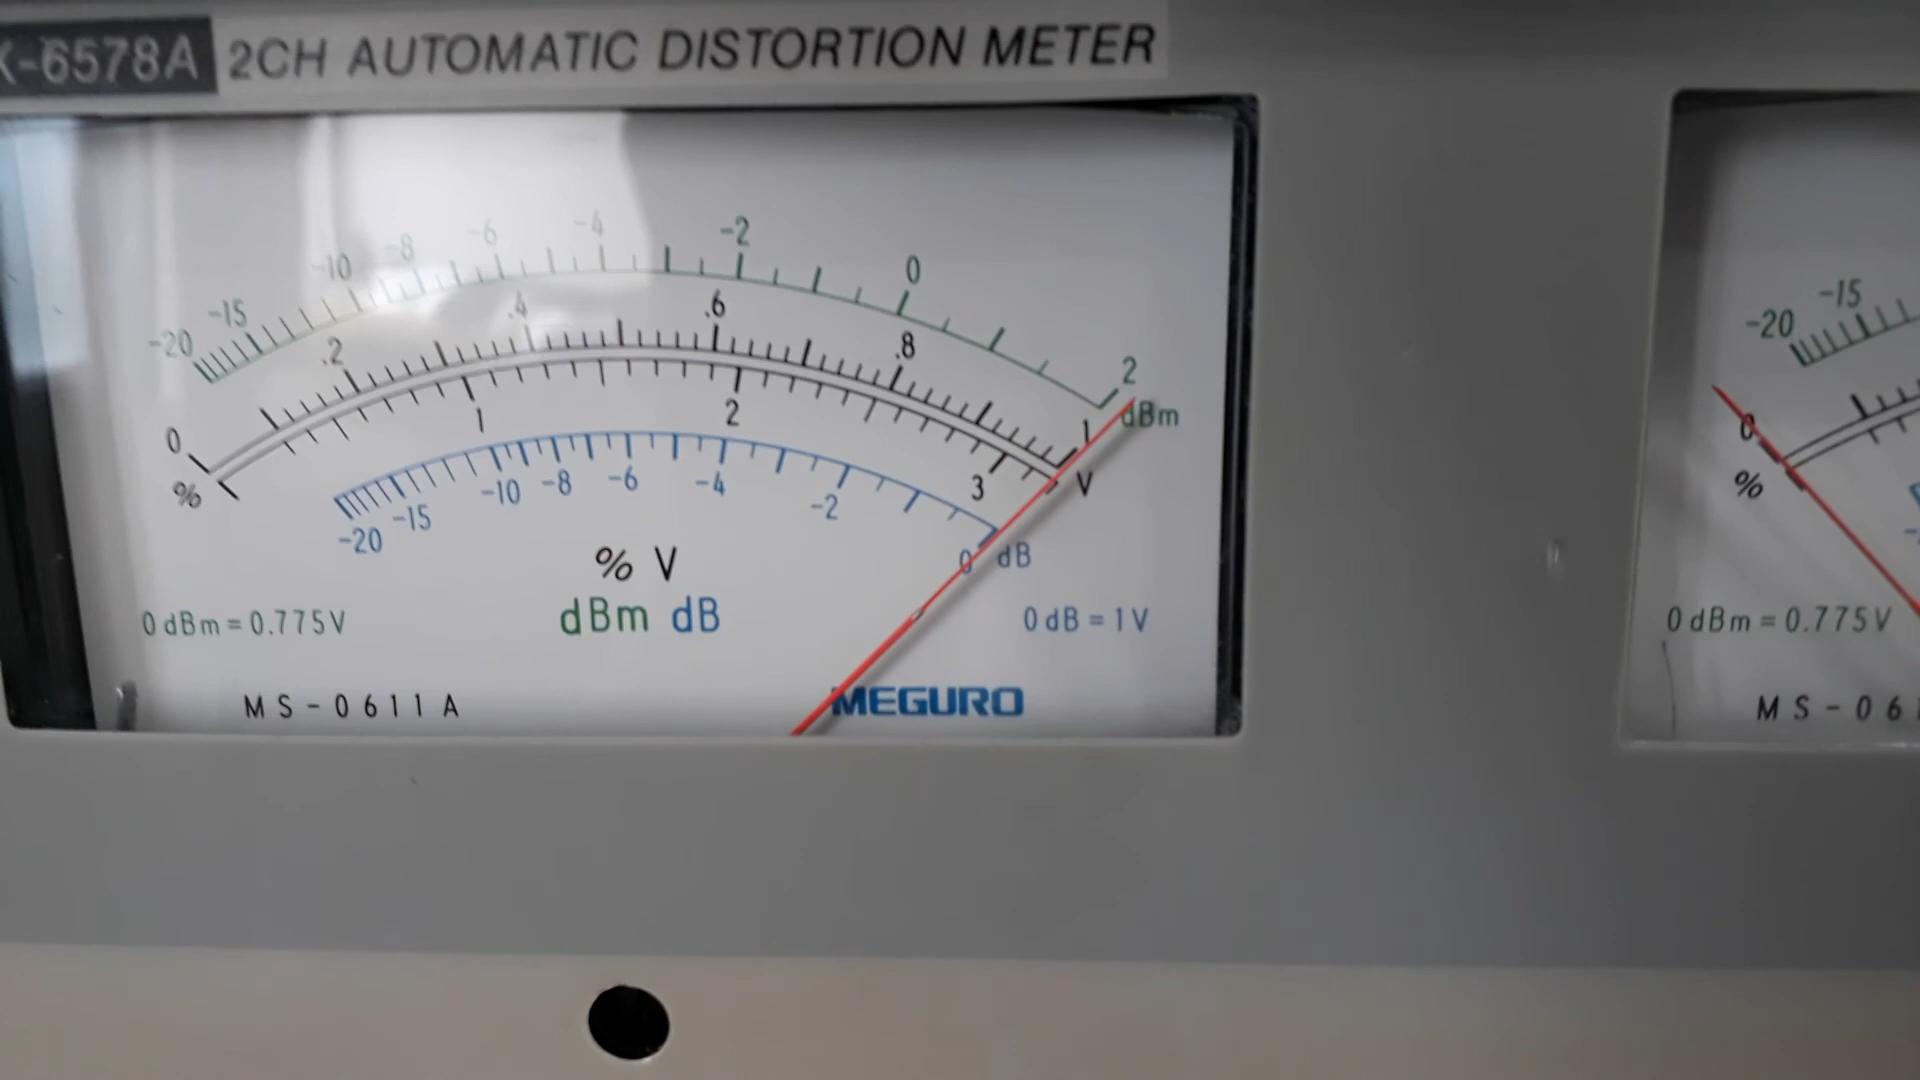 K-6578A 2CH AUTOMATIC DISTORTION METER
-20 -15 -10 -8 -6 -4 -2 0 2 dBm
0 .2 .4 .6 .8 1
% 1 2 3 V
-20 -15 -10 -8 -6 -4 -2 0 dB
% V
dBm dB
0 dBm = 0.775V
0 dB = 1V
MS-0611A
MEGURO
-20 -15
0
%
0 dBm = 0.775V
MS-061